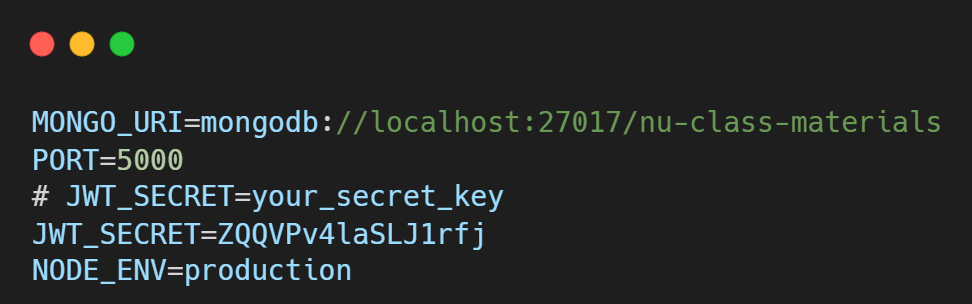 MONGO_URI=mongodb://localhost:27017/nu-class-materials
PORT=5000
# JWT_SECRET=your_secret_key
JWT_SECRET=ZQQVPv4laSLJ1rfj
NODE_ENV=production